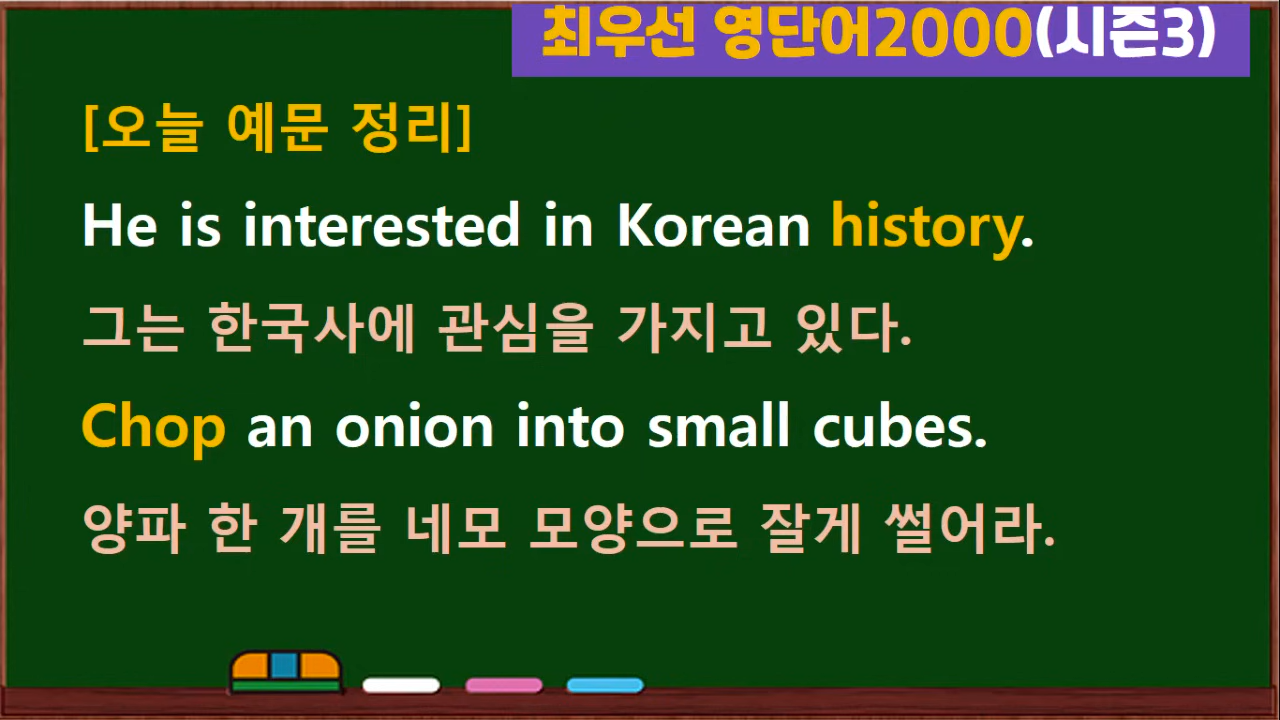 최우선 영단어2000(시즌3)
[오늘 예문 정리]
He is interested in Korean history.
그는 한국사에 관심을 가지고 있다.
Chop an onion into small cubes.
양파 한 개를 네모 모양으로 잘게 썰어라.